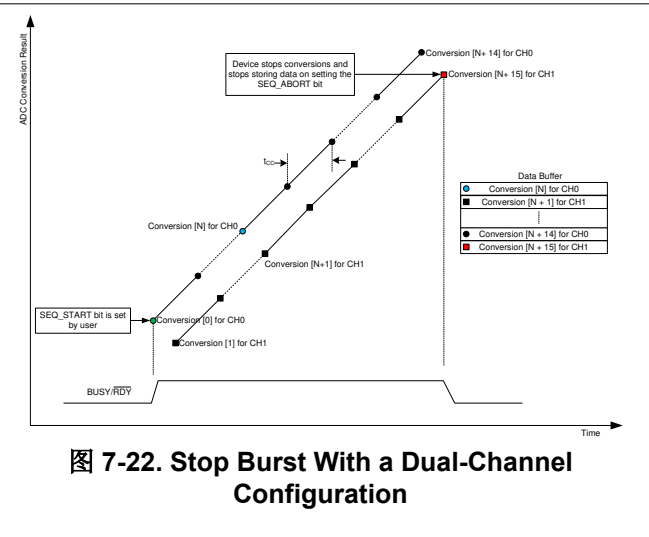 ADC Conversion Result
Conversion [N+ 14] for CH0
Device stops conversions and
stops storing data on setting the
SEQ_ABORT bit
Conversion [N+ 15] for CH1
tCC
Data Buffer
Conversion [N] for CH0
Conversion [N + 1] for CH1
Conversion [N + 14] for CH0
Conversion [N + 15] for CH1
Conversion [N] for CH0
Conversion [N+1] for CH1
SEQ_START bit is set
by user
Conversion [0] for CH0
Conversion [1] for CH1
BUSY/RDY
Time
图 7-22. Stop Burst With a Dual-Channel
Configuration